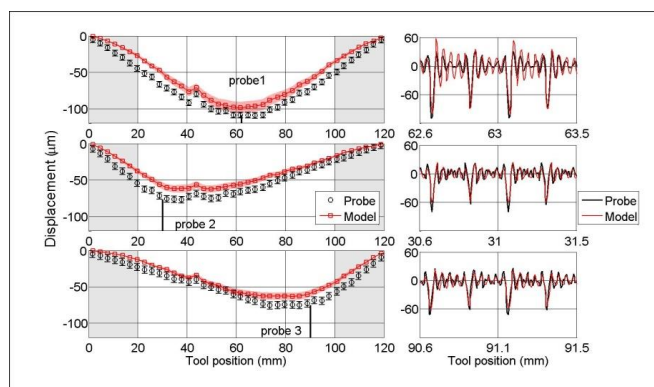 0
-50
-100
probe1
0 20 40 60 80 100 120
60
0
-60
62.6 63 63.5
Displacement (µm)
0
-50
-100
probe 2
Probe
Model
0 20 40 60 80 100 120
60
0
-60
30.6 31 31.5
Probe
Model
0
-50
-100
probe 3
0 20 40 60 80 100 120
Tool position (mm)
60
0
-60
90.6 91.1 91.5
Tool position (mm)